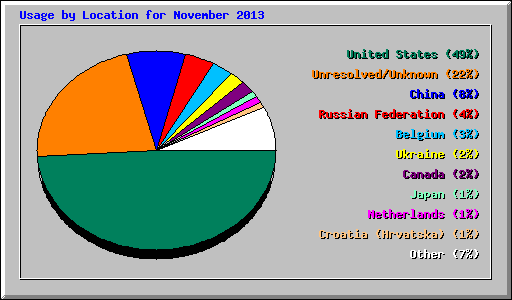 Usage by Location for November 2013
United States (49%)
Unresolved/Unknown (22%)
China (8%)
Russian Federation (4%)
Belgium (3%)
Ukraine (2%)
Canada (2%)
Japan (1%)
Netherlands (1%)
Croatia (Hrvatska) (1%)
Other (7%)